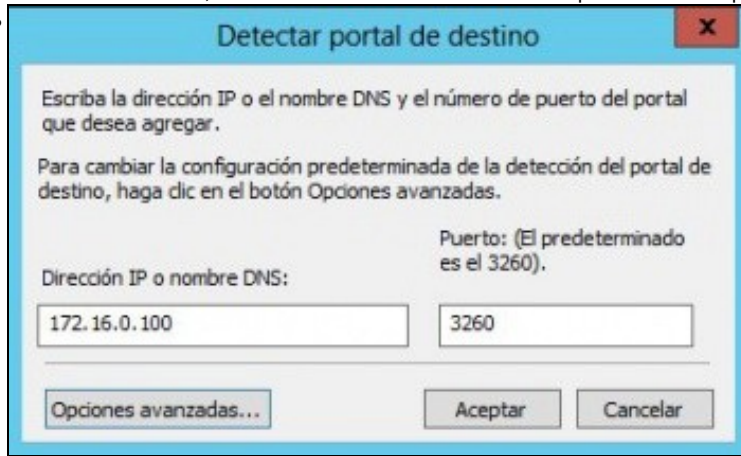 Detectar portal de destino
x
Escriba la dirección IP o el nombre DNS y el número de puerto del portal
que desea agregar.
Para cambiar la configuración predeterminada de la detección del portal de
destino, haga clic en el botón Opciones avanzadas.
Puerto: (El predeterminado
es el 3260).
Dirección IP o nombre DNS:
172.16.0.100
3260
Opciones avanzadas...
Aceptar
Cancelar